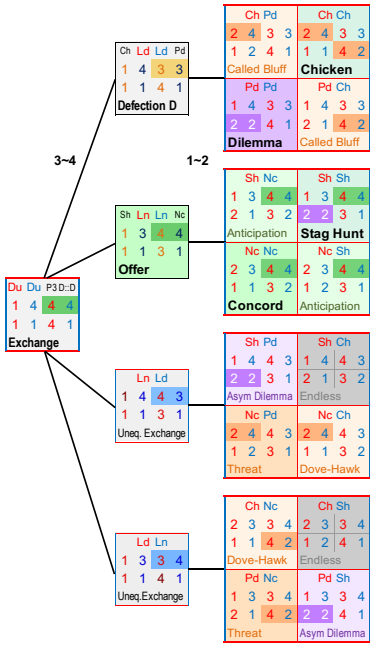 Ch Ld Ld Pd
1 4 3 3
1 1 4 1
Defection D
Ch Pd
2 4 3 3
1 2 4 1
Called Bluff
Ch Ch
2 4 3 3
1 1 4 2
Chicken
Pd Pd
1 4 3 3
2 2 4 1
Dilemma
Pd Ch
1 4 3 3
2 1 4 2
Called Bluff
3~4
1~2
Sh Ln Ln Nc
1 3 4 4
1 1 3 1
Offer
Sh Nc
1 3 4 4
2 1 3 2
Anticipation
Sh Sh
1 3 4 4
2 2 3 1
Stag Hunt
Nc Nc
2 3 4 4
1 1 3 2
Concord
Nc Sh
2 3 4 4
1 2 3 1
Anticipation
Du Du P3 D::D
1 4 4 4
1 1 4 1
Exchange
Ln Ld
1 4 4 3
1 1 3 1
Uneq. Exchange
Sh Pd
1 4 4 3
2 2 3 1
Asym Dilemma
Sh Ch
1 4 4 3
2 1 3 2
Endless
Nc Pd
2 4 4 3
1 2 3 1
Threat
Nc Ch
2 4 4 3
1 1 3 2
Dove-Hawk
Ld Ln
1 3 3 4
1 1 4 1
Uneq.Exchange
Ch Nc
2 3 3 4
1 1 4 2
Dove-Hawk
Ch Sh
2 3 3 4
1 2 4 1
Endless
Pd Nc
1 3 3 4
2 1 4 2
Threat
Pd Sh
1 3 3 4
2 2 4 1
Asym Dilemma